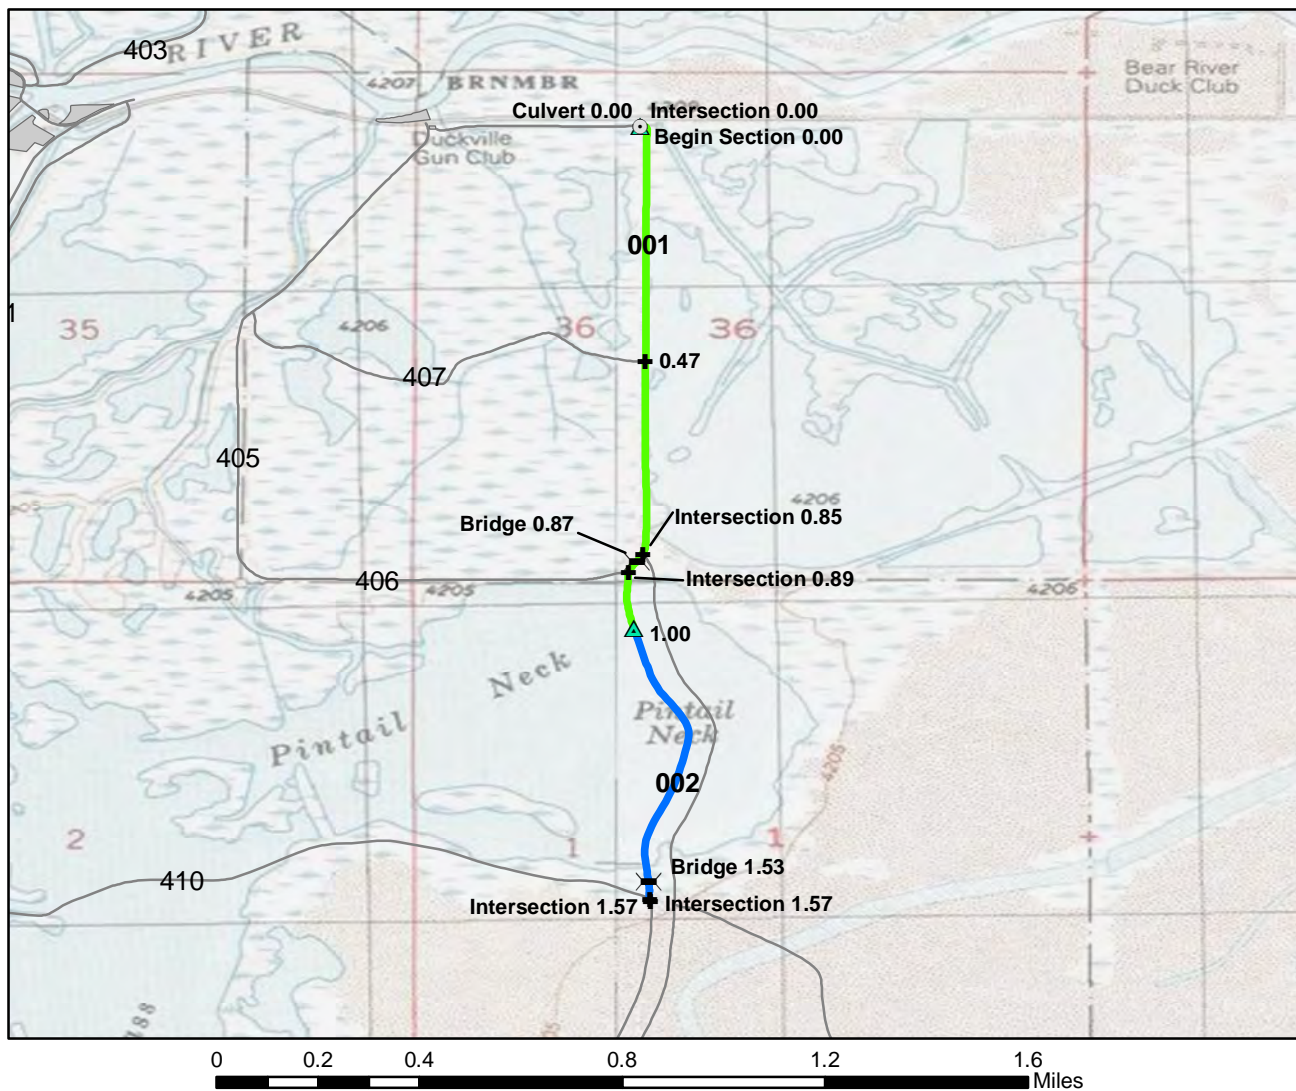 403
RIVER
4207
BRNMBR
Bear River
Duck Club
Culvert 0.00
Intersection 0.00
Begin Section 0.00
Duckville
Gun Club
001
35
4206
36
36
0.47
407
405
4206
Bridge 0.87
Intersection 0.85
406
Intersection 0.89
4205
4205
4206
1.00
Neck
Pintail
Pintail
Neck
4205
002
2
1
1
410
Bridge 1.53
Intersection 1.57
Intersection 1.57
0 0.2 0.4 0.8 1.2 1.6
Miles